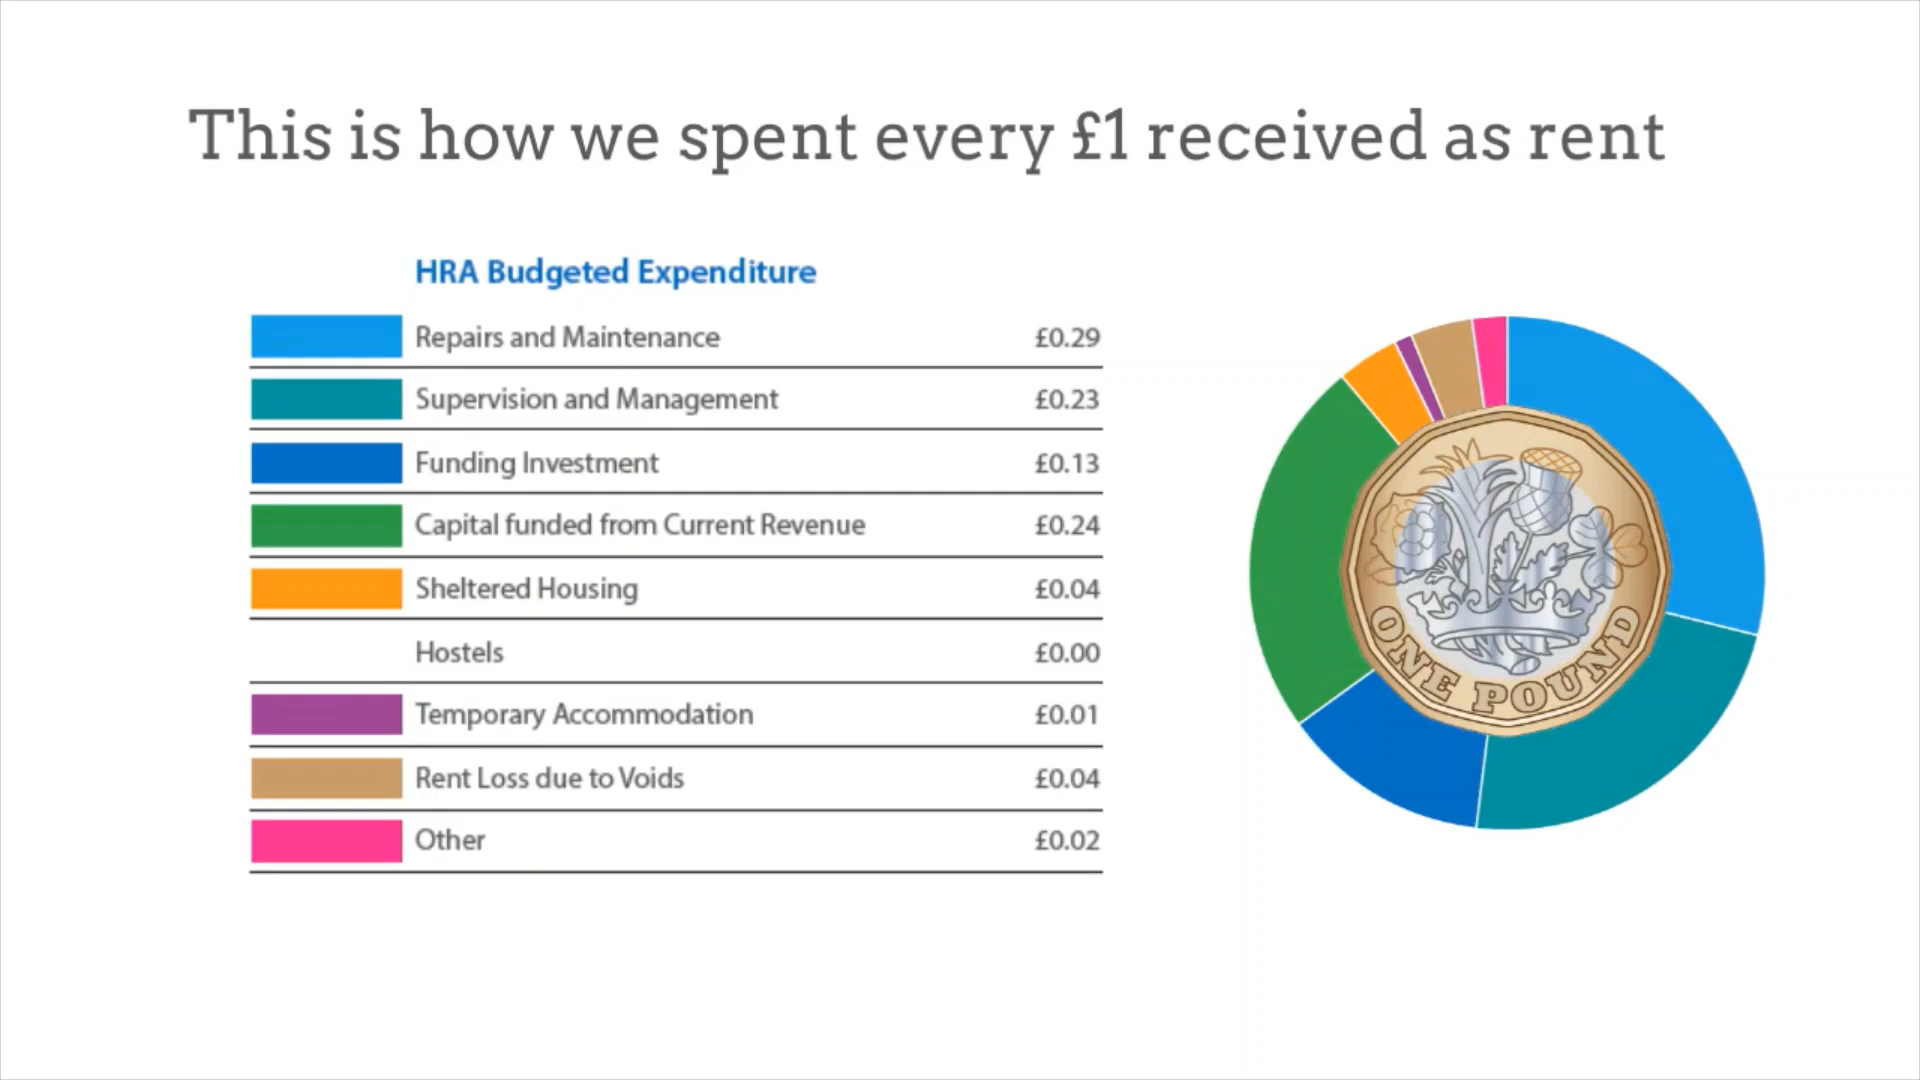 This is how we spent every £1 received as rent
HRA Budgeted Expenditure
Repairs and Maintenance £0.29
Supervision and Management £0.23
Funding Investment £0.13
Capital funded from Current Revenue £0.24
Sheltered Housing £0.04
Hostels £0.00
Temporary Accommodation £0.01
Rent Loss due to Voids £0.04
Other £0.02
ONE POUND